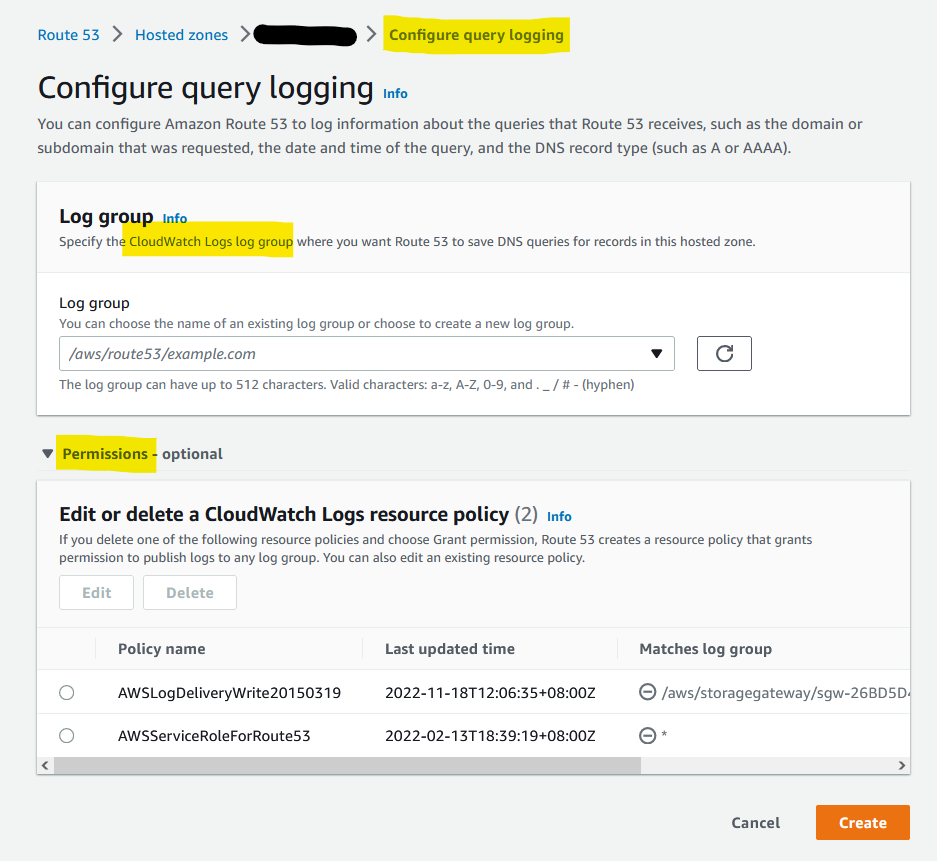 Route 53 > Hosted zones > > Configure query logging
Configure query logging Info
You can configure Amazon Route 53 to log information about the queries that Route 53 receives, such as the domain or
subdomain that was requested, the date and time of the query, and the DNS record type (such as A or AAAA).
Log group Info
Specify the CloudWatch Logs log group where you want Route 53 to save DNS queries for records in this hosted zone.
Log group
You can choose the name of an existing log group or choose to create a new log group.
/aws/route53/example.com
The log group can have up to 512 characters. Valid characters: a-z, A-Z, 0-9, and . _ / # - (hyphen)
Permissions - optional
Edit or delete a CloudWatch Logs resource policy (2) Info
If you delete one of the following resource policies and choose Grant permission, Route 53 creates a resource policy that grants
permission to publish logs to any log group. You can also edit an existing resource policy.
Edit Delete
Policy name Last updated time Matches log group
AWSLogDeliveryWrite20150319 2022-11-18T12:06:35+08:00Z /aws/storagegateway/sgw-26BD5D4
AWSServiceRoleForRoute53 2022-02-13T18:39:19+08:00Z *
Cancel Create